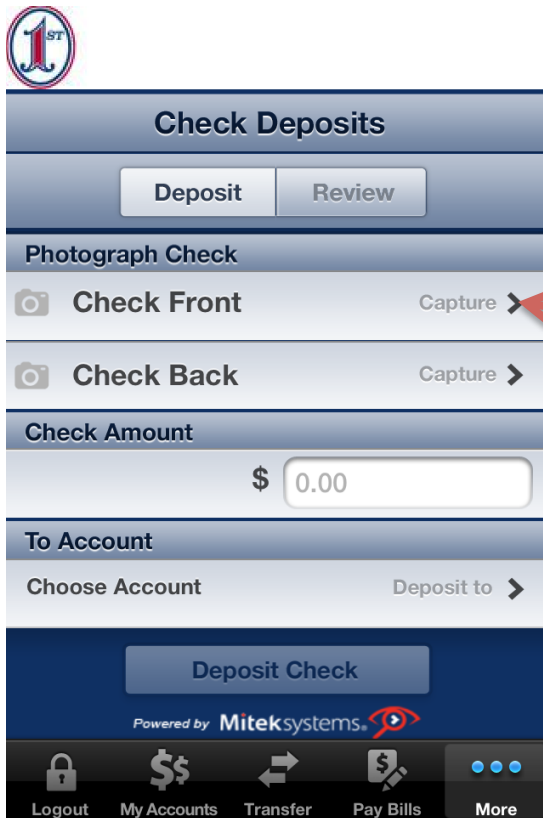 1ST
Check Deposits
Deposit Review
Photograph Check
Check Front Capture
Check Back Capture
Check Amount
$ 0.00
To Account
Choose Account Deposit to
Deposit Check
Powered by Miteksystems.
$ $$ $
Logout My Accounts Transfer Pay Bills More